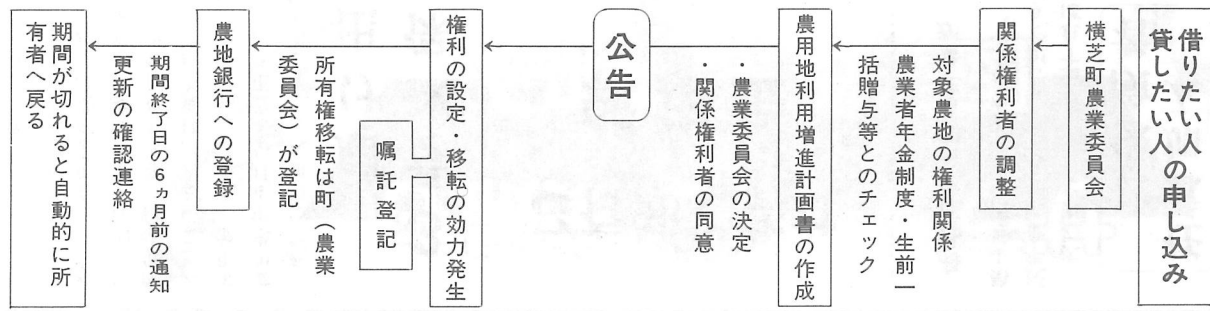 借りたい人の申し込み
貸したい人
横芝町農業委員会
関係権利者の調整
対象農地の権利関係
農業者年金制度・生前一
括贈与等とのチェック
農用地利用増進計画書の作成
・農業委員会の決定
・関係権利者の同意
公告
権利の設定・移転の効力発生
嘱託登記
所有権移転は町（農業
委員会）が登記
農地銀行への登録
期間終了日の6ヵ月前の通知
更新の確認連絡
期間が切れると自動的に所
有者へ戻る